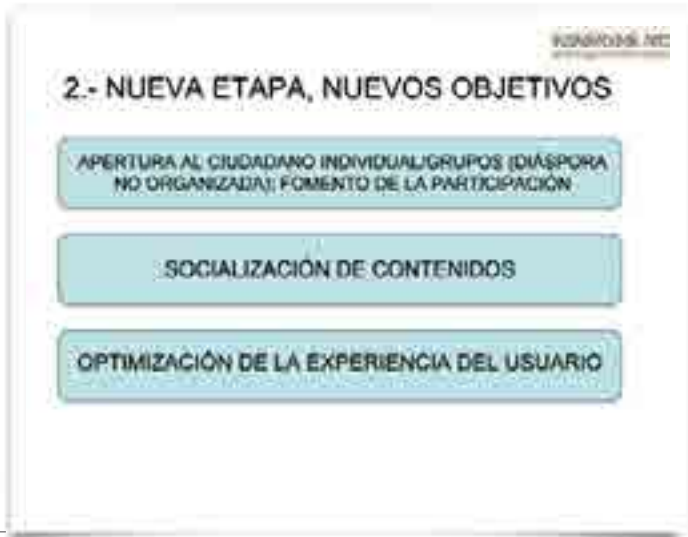 2.- NUEVA ETAPA, NUEVOS OBJETIVOS
APERTURA AL CIUDADANO INDIVIDUAL/GRUPOS (DIÁSPORA
NO ORGANIZADA): FOMENTO DE LA PARTICIPACIÓN
SOCIALIZACIÓN DE CONTENIDOS
OPTIMIZACIÓN DE LA EXPERIENCIA DEL USUARIO